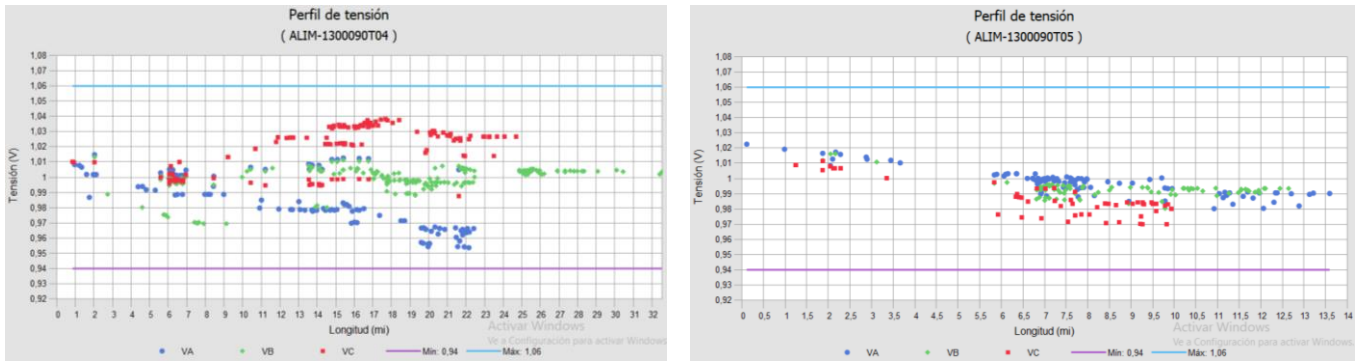 Perfil de tensión
( ALIM-1300090T04 )
1,08
1,07
1,06
1,05
1,04
1,03
1,02
1,01
1
0,99
0,98
0,97
0,96
0,95
0,94
0,93
0,92
Tensión (V)
0 1 2 3 4 5 6 7 8 9 10 11 12 13 14 15 16 17 18 19 20 21 22 23 24 25 26 27 28 29 30 31 32
Longitud (mi)
Activar Windows
Ve a Configuración para activar Windows.
VA VB VC Mín: 0,94 Máx: 1,06
Perfil de tensión
( ALIM-1300090T05 )
1,08
1,07
1,06
1,05
1,04
1,03
1,02
1,01
1
0,99
0,98
0,97
0,96
0,95
0,94
0,93
0,92
Tensión (V)
0 0,5 1 1,5 2 2,5 3 3,5 4 4,5 5 5,5 6 6,5 7 7,5 8 8,5 9 9,5 10 10,5 11 11,5 12 12,5 13 13,5 14
Longitud (mi)
Activar Windows
Ve a Configuración para activar Windows.
VA VB VC Mín: 0,94 Máx: 1,06